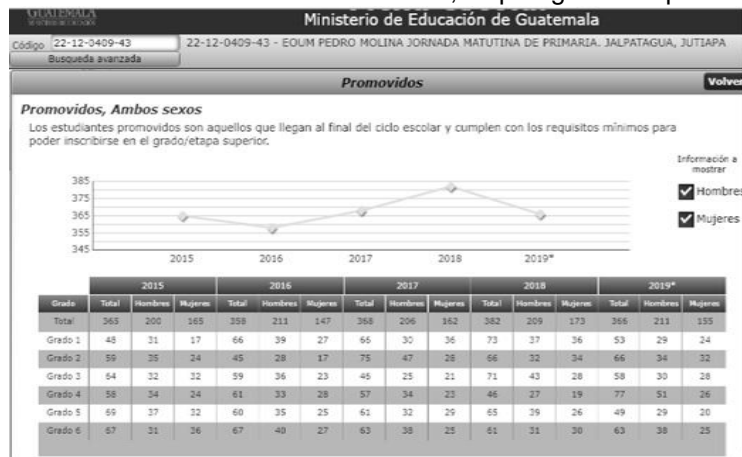 GUATEMALA
Ministerio de Educación de Guatemala
Código 22-12-0409-43 22-12-0409-43 - EOUM PEDRO MOLINA JORNADA MATUTINA DE PRIMARIA. JALPATAGUA, JUTIAPA
Busqueda avanzada
Promovidos Volver
Promovidos, Ambos sexos
Los estudiantes promovidos son aquellos que llegan al final del ciclo escolar y cumplen con los requisitos mínimos para
poder inscribirse en el grado/etapa superior.
Información a
mostrar
Hombres
Mujeres
385
375
365
355
345
2015 2016 2017 2018 2019*
2015 2016 2017 2018 2019*
Grado Total Hombres Mujeres Total Hombres Mujeres Total Hombres Mujeres Total Hombres Mujeres Total Hombres Mujeres
Total 365 200 165 358 211 147 368 206 162 382 209 173 366 211 155
Grado 1 48 31 17 66 39 27 66 30 36 73 37 36 53 29 24
Grado 2 59 35 24 45 28 17 75 47 28 66 32 34 66 34 32
Grado 3 64 32 32 59 36 23 46 25 21 71 43 28 58 30 28
Grado 4 58 34 24 61 33 28 57 34 23 46 27 19 77 51 26
Grado 5 69 37 32 60 35 25 61 32 29 65 39 26 49 29 20
Grado 6 67 31 36 67 40 27 63 38 25 61 31 30 63 38 25